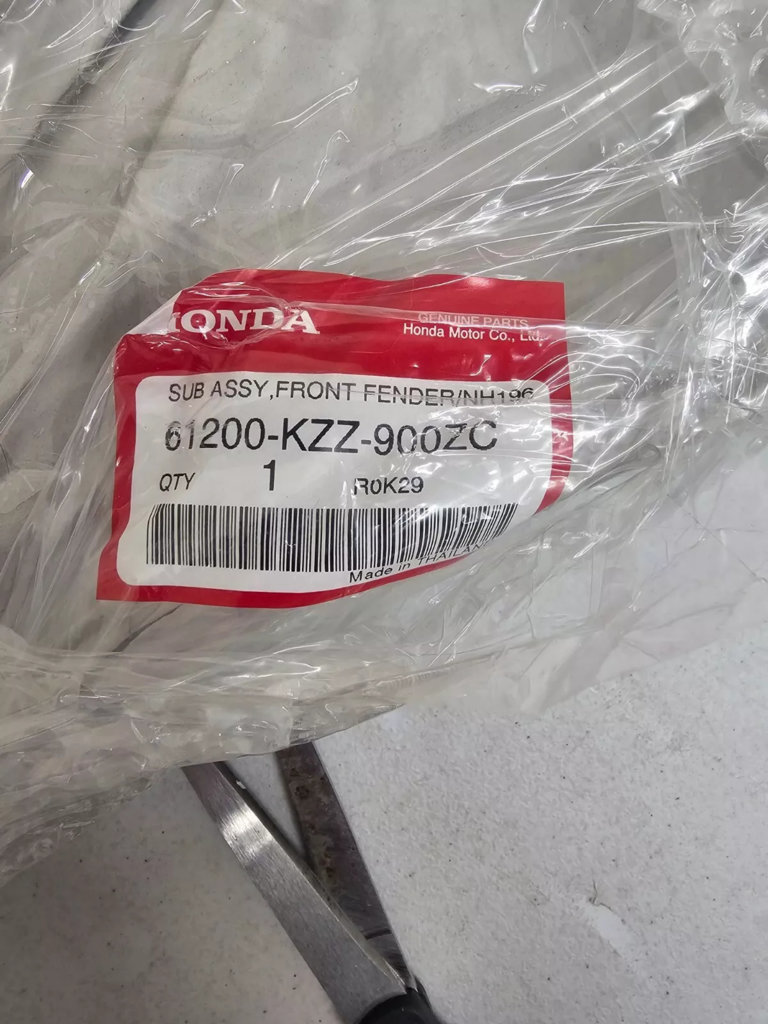 HONDA
GENUINE PARTS
Honda Motor Co., Ltd.
SUB ASSY,FRONT FENDER/NH196
61200-KZZ-900ZC
QTY 1 R0K29
Made in THAILAND